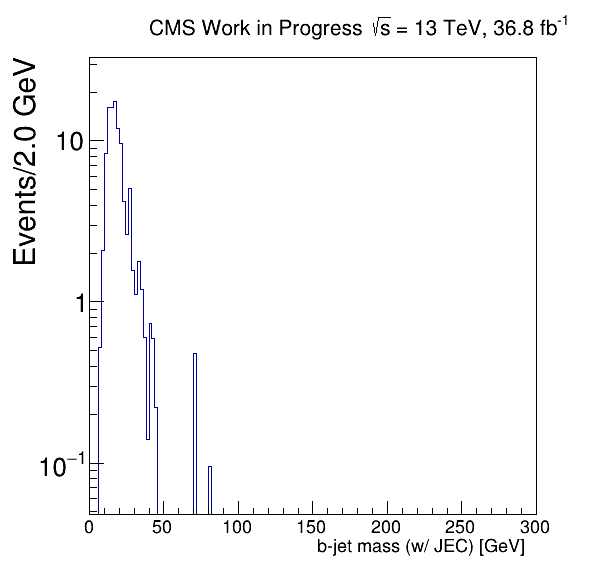 CMS Work in Progress √s = 13 TeV, 36.8 fb⁻¹
Events/2.0 GeV
10
1
10⁻¹
0 50 100 150 200 250 300
b-jet mass (w/ JEC) [GeV]